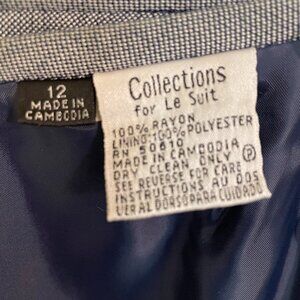 12
MADE IN
CAMBODIA
Collections
for Le Suit
100% RAYON
LINING:100% POLYESTER
RN 50610
MADE IN CAMBODIA
DRY CLEAN ONLY Ⓟ
SEE REVERSE FOR CARE
INSTRUCTIONS AU DOS
VER AL DORSO PARA CUIDADO